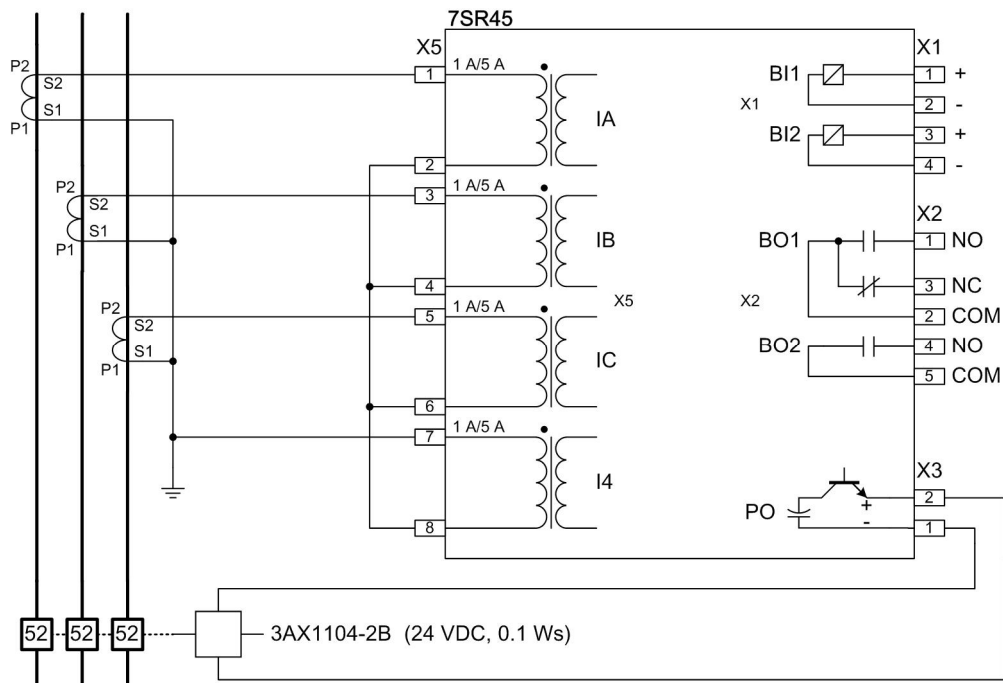 7SR45
X5
X1
P2
S2
S1
P1
1
1 A/5 A
IA
2
BI1
X1
1
+
2
-
BI2
3
+
4
-
P2
S2
S1
P1
3
1 A/5 A
IB
4
X2
BO1
1
NO
3
NC
X5
X2
2
COM
P2
S2
S1
P1
5
1 A/5 A
IC
6
BO2
4
NO
5
COM
7
1 A/5 A
I4
8
X3
PO
+
-
2
1
52
52
52
3AX1104-2B (24 VDC, 0.1 Ws)